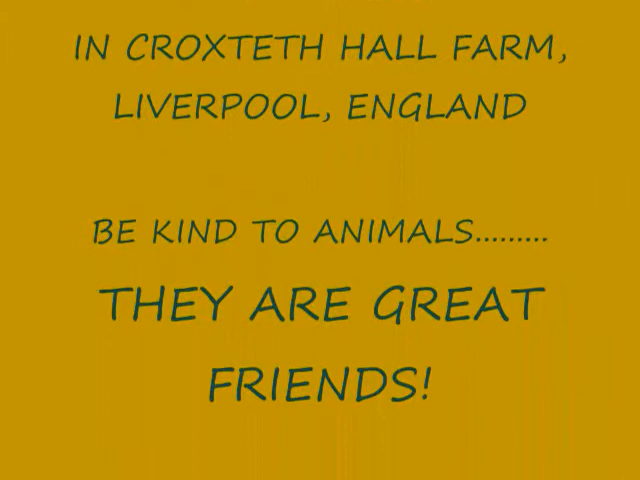 IN CROXTETH HALL FARM,
LIVERPOOL, ENGLAND
BE KIND TO ANIMALS.........
THEY ARE GREAT
FRIENDS!